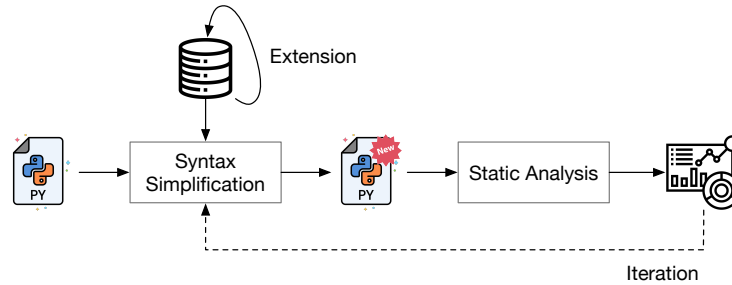 Extension
PY
Syntax
Simplification
New
PY
Static Analysis
Iteration